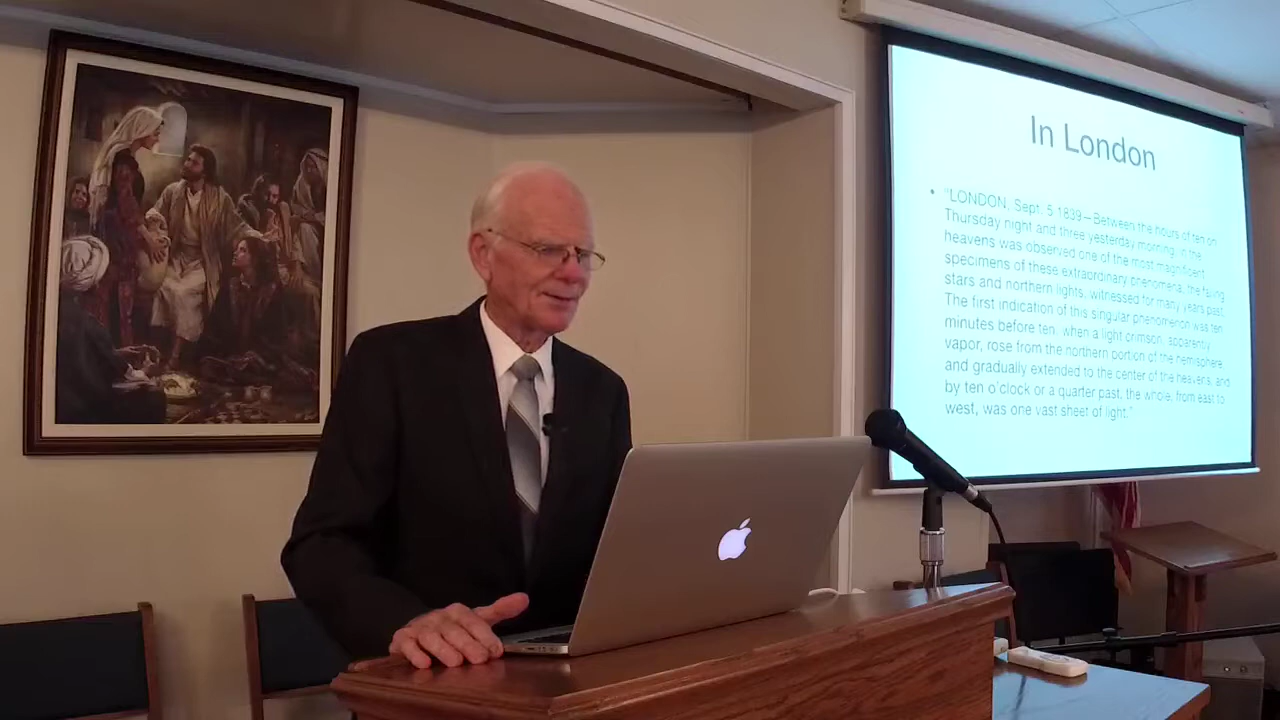 In London
• "LONDON, Sept. 5 1839—Between the hours of ten on
Thursday night and three yesterday morning, in the
heavens was observed one of the most magnificent
specimens of these extraordinary phenomena, the falling
stars and northern lights, witnessed for many years past.
The first indication of this singular phenomenon was ten
minutes before ten, when a light crimson, apparently
vapor, rose from the northern portion of the hemisphere,
and gradually extended to the center of the heavens, and
by ten o'clock or a quarter past, the whole, from east to
west, was one vast sheet of light."